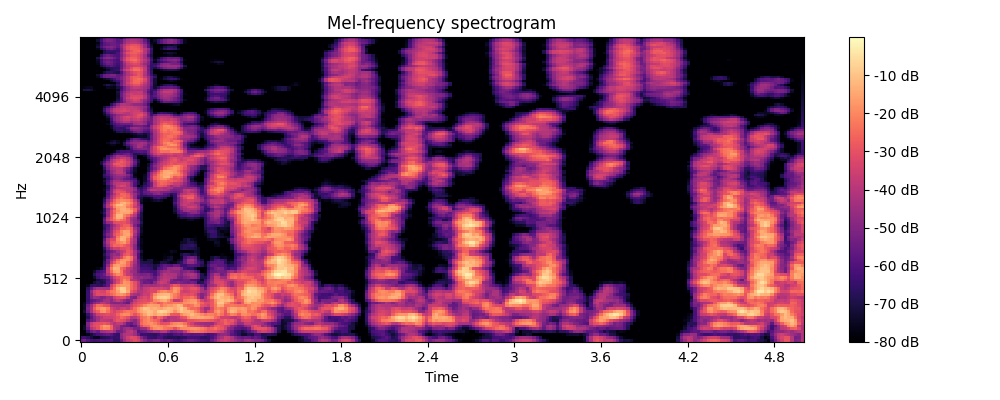 Mel-frequency spectrogram
Hz
4096
2048
1024
512
0
0 0.6 1.2 1.8 2.4 3 3.6 4.2 4.8
Time
-10 dB
-20 dB
-30 dB
-40 dB
-50 dB
-60 dB
-70 dB
-80 dB